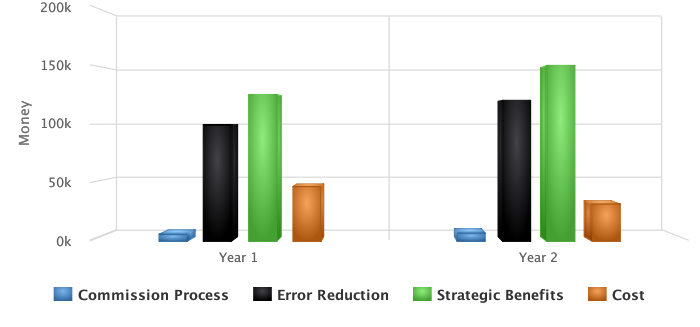 200k
150k
100k
50k
0k
Money
Year 1
Year 2
Commission Process
Error Reduction
Strategic Benefits
Cost